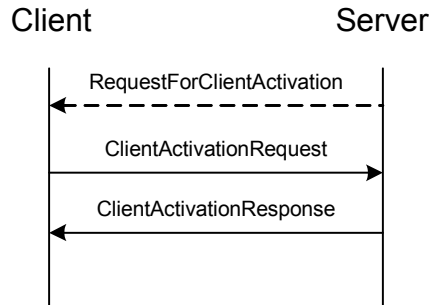 Client
Server
RequestForClientActivation
ClientActivationRequest
ClientActivationResponse